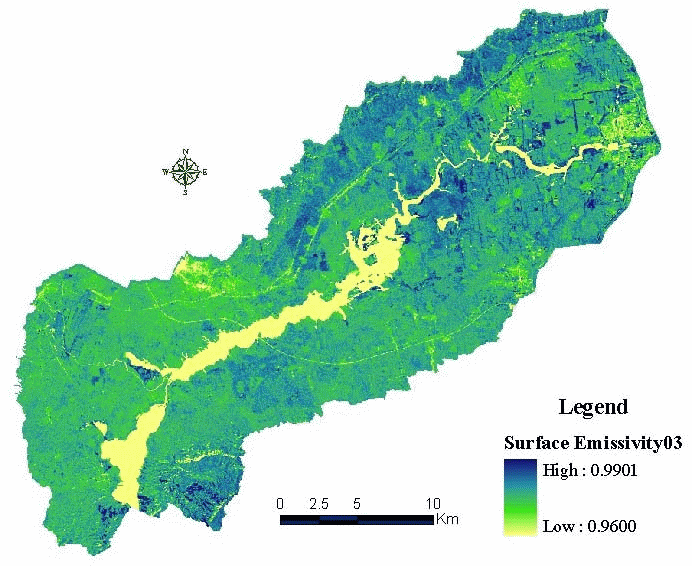 N
W E
S
Legend
Surface Emissivity03
High : 0.9901
Low : 0.9600
0 2.5 5 10
Km